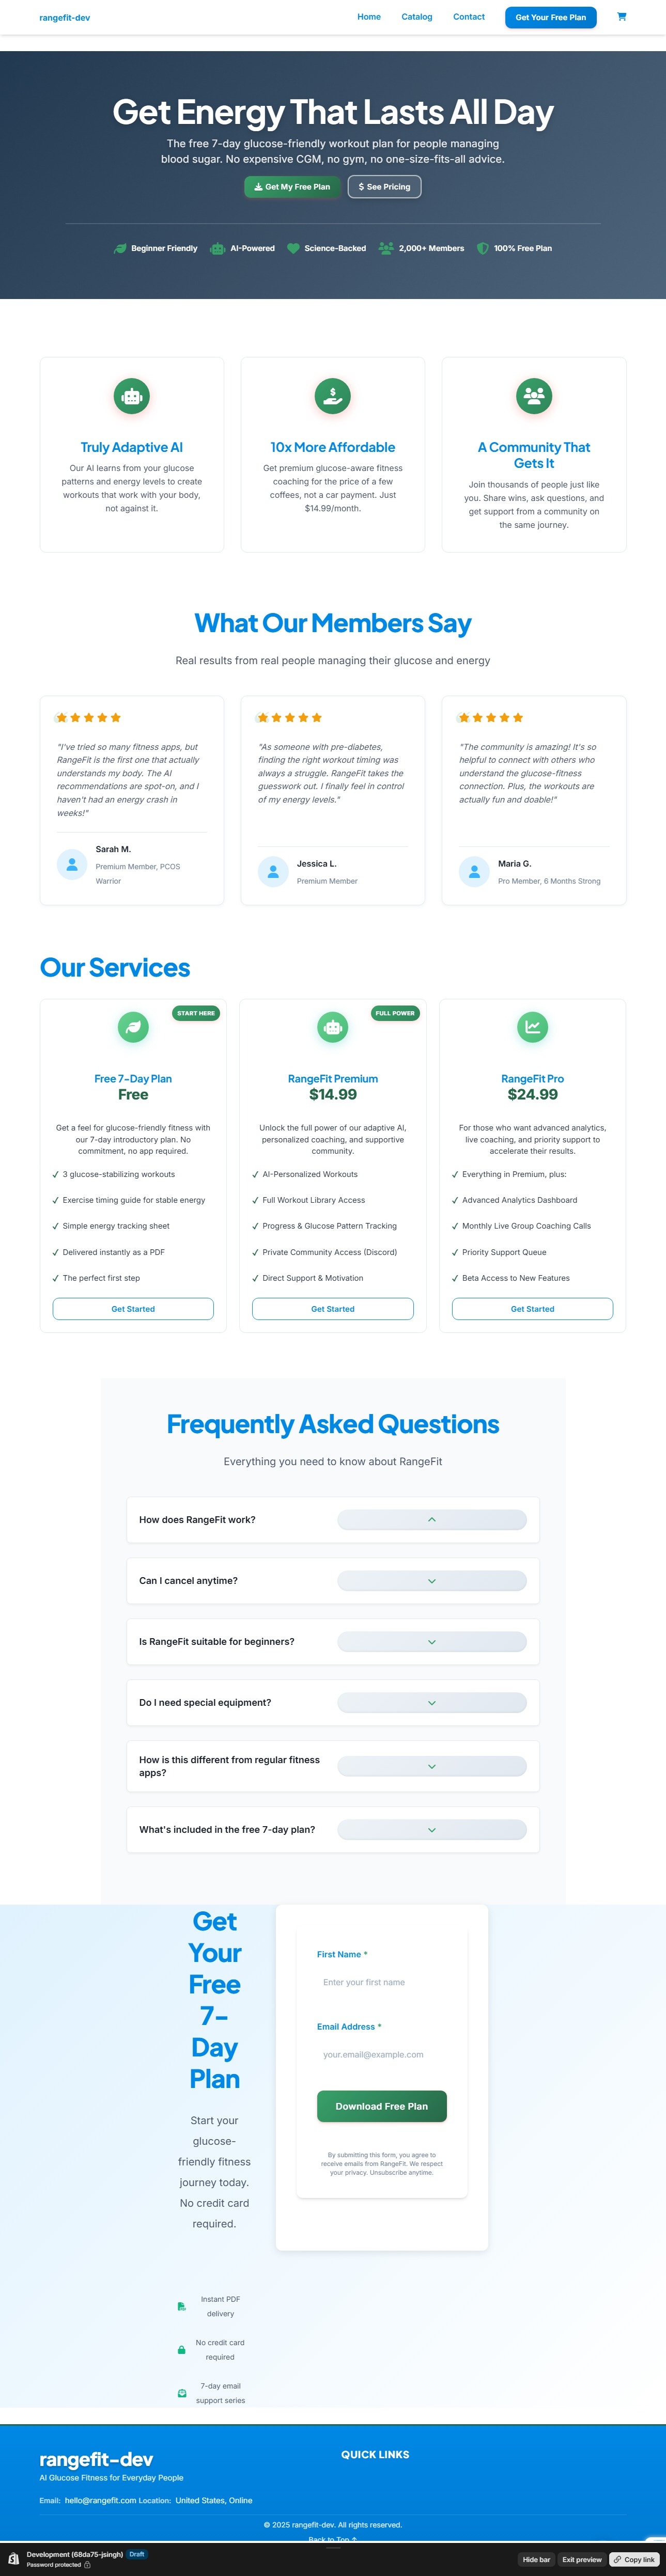 rangefit-dev
Home
Catalog
Contact
Get Your Free Plan
Get Energy That Lasts All Day
The free 7-day glucose-friendly workout plan for people managing
blood sugar. No expensive CGM, no gym, no one-size-fits-all advice.
Get My Free Plan
See Pricing
Beginner Friendly
AI-Powered
Science-Backed
2,000+ Members
100% Free Plan
Truly Adaptive AI
Our AI learns from your glucose
patterns and energy levels to create
workouts that work with your body,
not against it.
10x More Affordable
Get premium glucose-aware fitness
coaching for the price of a few
coffees, not a car payment. Just
$14.99/month.
A Community That
Gets It
Join thousands of people just like
you. Share wins, ask questions, and
get support from a community on
the same journey.
What Our Members Say
Real results from real people managing their glucose and energy
"I've tried so many fitness apps, but
RangeFit is the first one that actually
understands my body. The AI
recommendations are spot-on, and I
haven't had an energy crash in
weeks!"
Sarah M.
Premium Member, PCOS
Warrior
"As someone with pre-diabetes,
finding the right workout timing was
always a struggle. RangeFit takes the
guesswork out. I finally feel in control
of my energy levels."
Jessica L.
Premium Member
"The community is amazing! It's so
helpful to connect with others who
understand the glucose-fitness
connection. Plus, the workouts are
actually fun and doable!"
Maria G.
Pro Member, 6 Months Strong
Our Services
START HERE
Free 7-Day Plan
Free
Get a feel for glucose-friendly fitness with
our 7-day introductory plan. No
commitment, no app required.
✓ 3 glucose-stabilizing workouts
✓ Exercise timing guide for stable energy
✓ Simple energy tracking sheet
✓ Delivered instantly as a PDF
✓ The perfect first step
Get Started
FULL POWER
RangeFit Premium
$14.99
Unlock the full power of our adaptive AI,
personalized coaching, and supportive
community.
✓ AI-Personalized Workouts
✓ Full Workout Library Access
✓ Progress & Glucose Pattern Tracking
✓ Private Community Access (Discord)
✓ Direct Support & Motivation
Get Started
RangeFit Pro
$24.99
For those who want advanced analytics,
live coaching, and priority support to
accelerate their results.
✓ Everything in Premium, plus:
✓ Advanced Analytics Dashboard
✓ Monthly Live Group Coaching Calls
✓ Priority Support Queue
✓ Beta Access to New Features
Get Started
Frequently Asked Questions
Everything you need to know about RangeFit
How does RangeFit work?
Can I cancel anytime?
Is RangeFit suitable for beginners?
Do I need special equipment?
How is this different from regular fitness
apps?
What's included in the free 7-day plan?
Get
Your
Free
7-
Day
Plan
Start your
glucose-
friendly fitness
journey today.
No credit card
required.
Instant PDF
delivery
No credit card
required
7-day email
support series
First Name *
Enter your first name
Email Address *
your.email@example.com
Download Free Plan
By submitting this form, you agree to
receive emails from RangeFit. We respect
your privacy. Unsubscribe anytime.
rangefit-dev
AI Glucose Fitness for Everyday People
Email: hello@rangefit.com Location: United States, Online
QUICK LINKS
© 2025 rangefit-dev. All rights reserved.
Back to Top ↑
Development (68da75-jsingh)
Draft
Password protected
Hide bar
Exit preview
Copy link